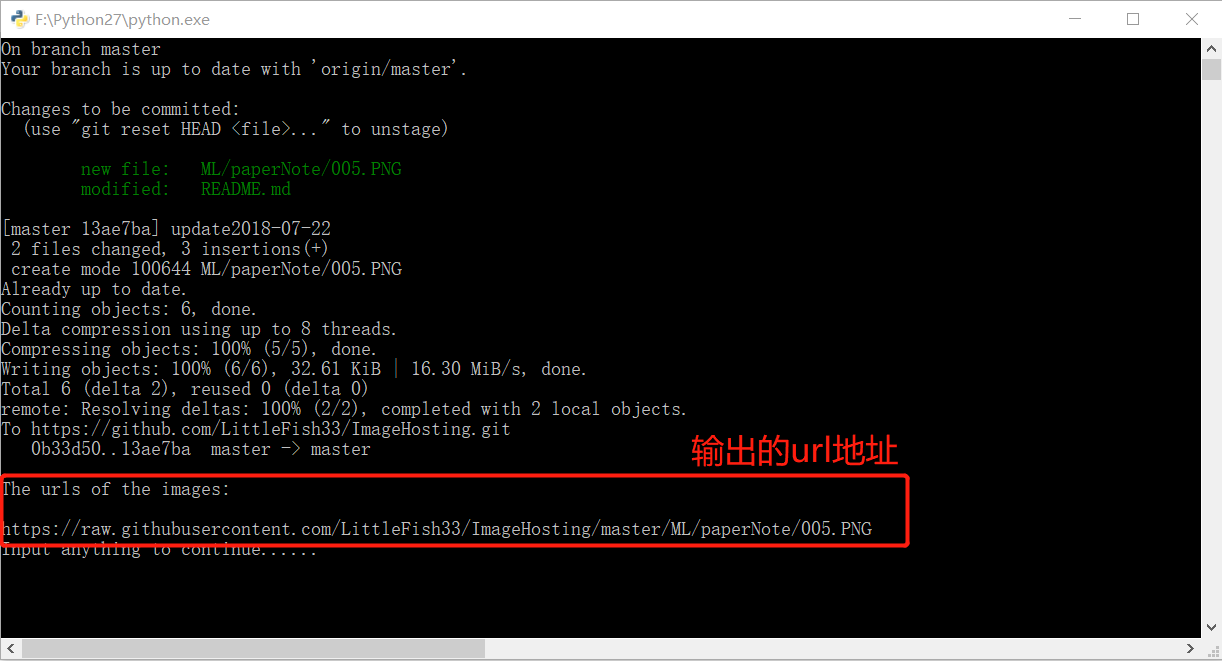 F:\Python27\python.exe
On branch master
Your branch is up to date with 'origin/master'.
Changes to be committed:
(use "git reset HEAD <file>..." to unstage)
new file: ML/paperNote/005.PNG
modified: README.md
[master 13ae7ba] update2018-07-22
2 files changed, 3 insertions(+)
create mode 100644 ML/paperNote/005.PNG
Already up to date.
Counting objects: 6, done.
Delta compression using up to 8 threads.
Compressing objects: 100% (5/5), done.
Writing objects: 100% (6/6), 32.61 KiB | 16.30 MiB/s, done.
Total 6 (delta 2), reused 0 (delta 0)
remote: Resolving deltas: 100% (2/2), completed with 2 local objects.
To https://github.com/LittleFish33/ImageHosting.git
0b33d50..13ae7ba master -> master
输出的url地址
The urls of the images:
https://raw.githubusercontent.com/LittleFish33/ImageHosting/master/ML/paperNote/005.PNG
Input anything to continue......